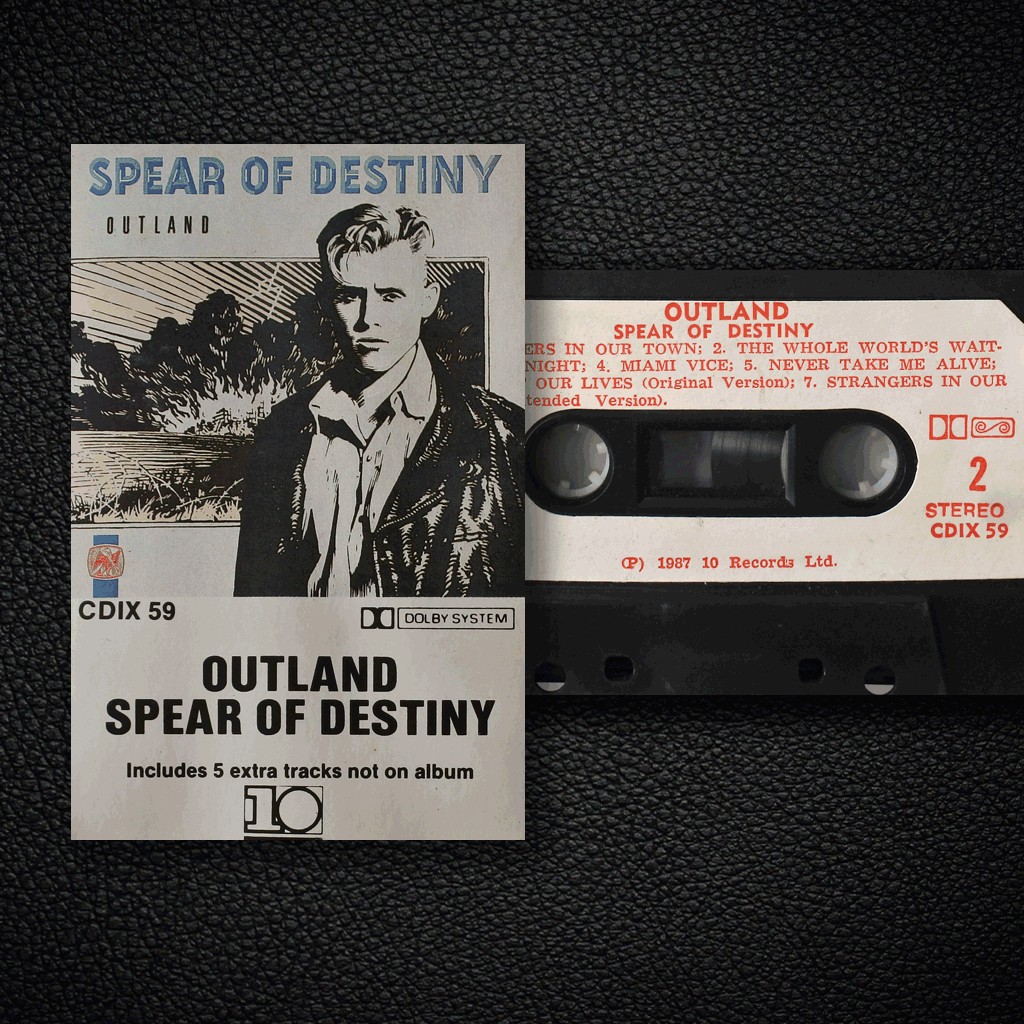 SPEAR OF DESTINY
OUTLAND
CDIX 59
DOLBY SYSTEM
OUTLAND
SPEAR OF DESTINY
Includes 5 extra tracks not on album
10
OUTLAND
SPEAR OF DESTINY
ERS IN OUR TOWN; 2. THE WHOLE WORLD'S WAIT-
NIGHT; 4. MIAMI VICE; 5. NEVER TAKE ME ALIVE;
OUR LIVES (Original Version); 7. STRANGERS IN OUR
tended Version).
2
STEREO
CDIX 59
(P) 1987 10 Records Ltd.